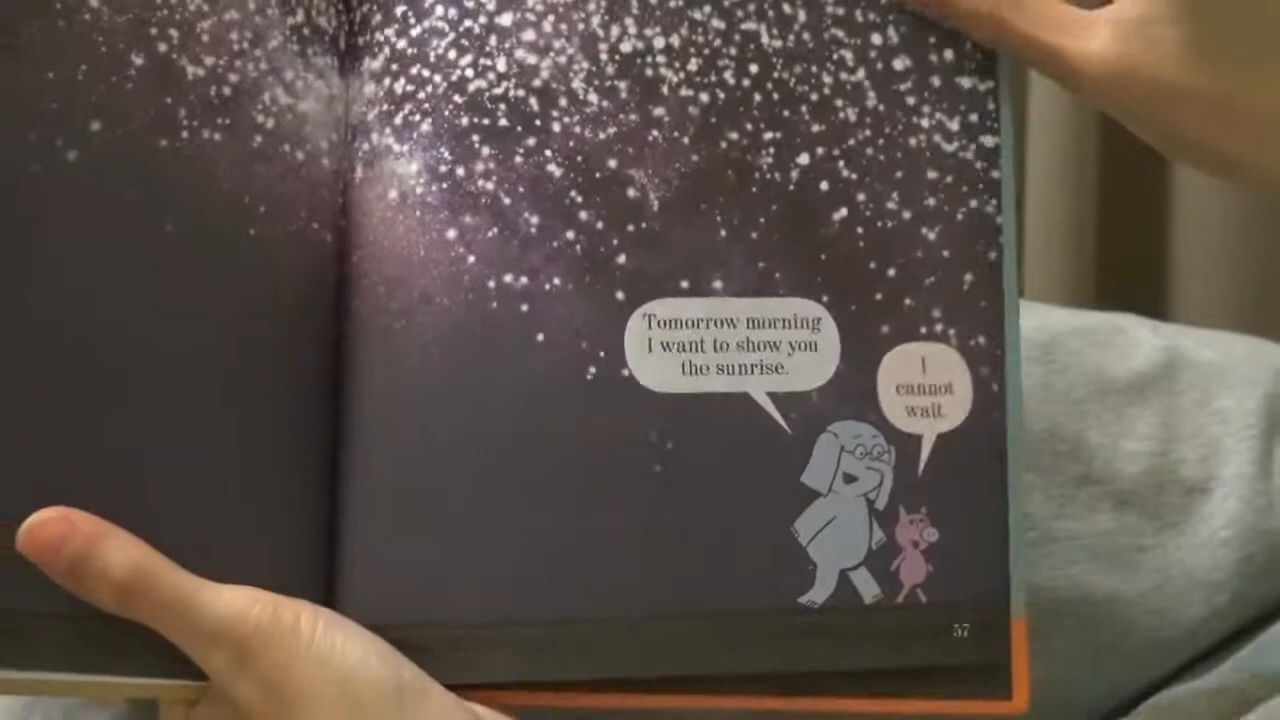 Tomorrow morning
I want to show you
the sunrise.
I
cannot
wait.
57